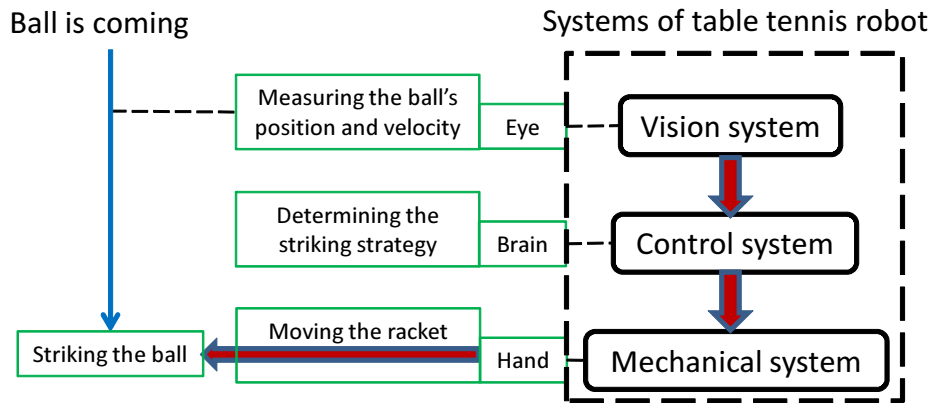 Ball is coming
Systems of table tennis robot
Measuring the ball's
position and velocity
Eye
Vision system
Determining the
striking strategy
Brain
Control system
Moving the racket
Striking the ball
Hand
Mechanical system